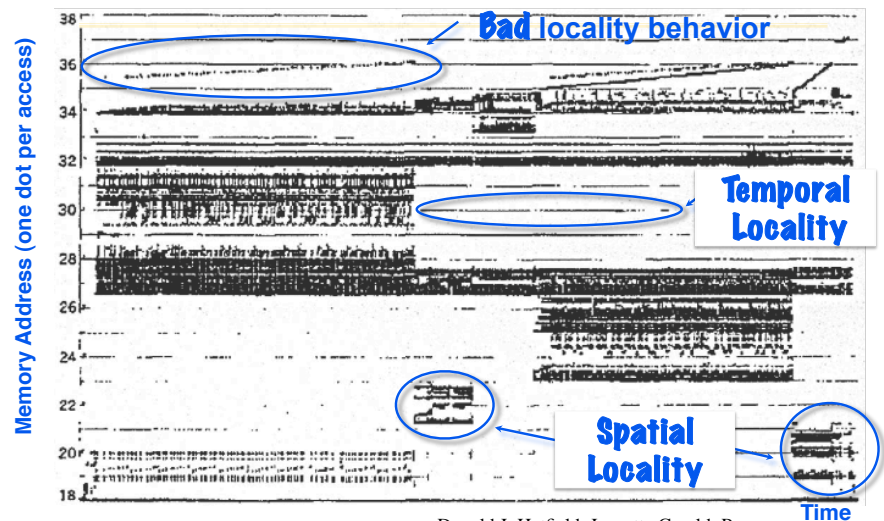 Bad locality behavior
Memory Address (one dot per access)
38
36
34
32
30
28
26
24
22
20
18
Temporal
Locality
Spatial
Locality
Time